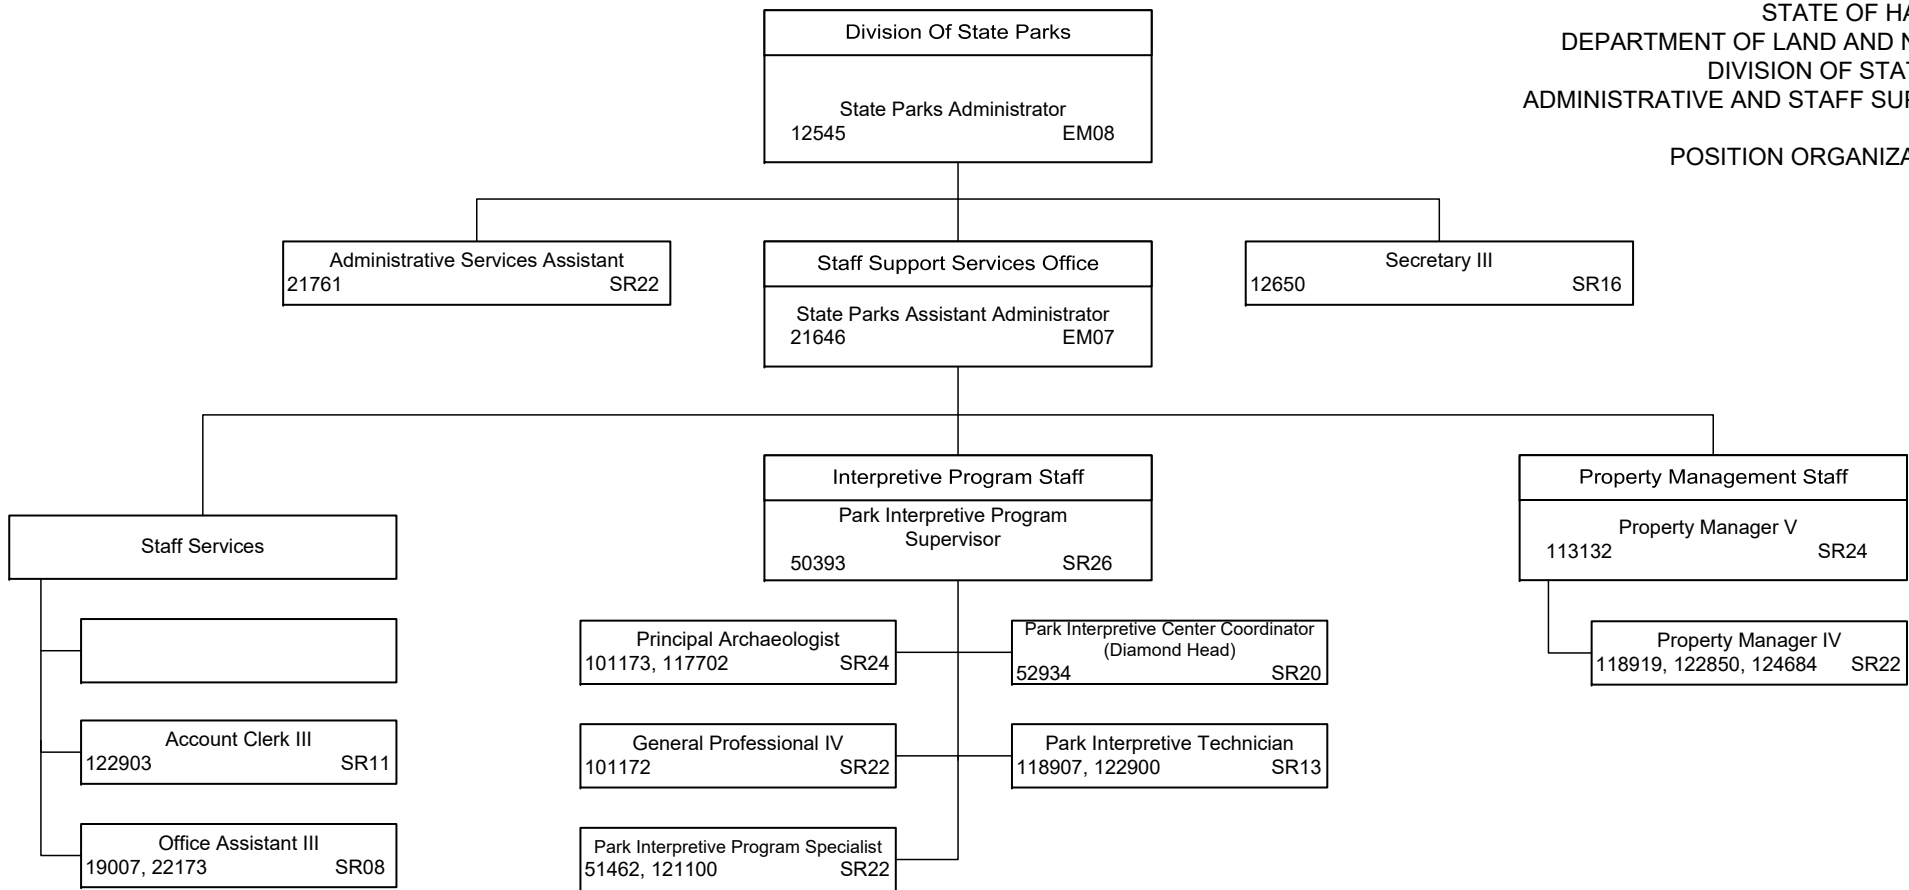 STATE OF HA
DEPARTMENT OF LAND AND N
DIVISION OF STAT
ADMINISTRATIVE AND STAFF SUP
POSITION ORGANIZA
Division Of State Parks
State Parks Administrator
12545 EM08
Administrative Services Assistant
21761 SR22
Staff Support Services Office
State Parks Assistant Administrator
21646 EM07
Secretary III
12650 SR16
Staff Services
Account Clerk III
122903 SR11
Office Assistant III
19007, 22173 SR08
Interpretive Program Staff
Park Interpretive Program
Supervisor
50393 SR26
Principal Archaeologist
101173, 117702 SR24
Park Interpretive Center Coordinator
(Diamond Head)
52934 SR20
General Professional IV
101172 SR22
Park Interpretive Technician
118907, 122900 SR13
Park Interpretive Program Specialist
51462, 121100 SR22
Property Management Staff
Property Manager V
113132 SR24
Property Manager IV
118919, 122850, 124684 SR22